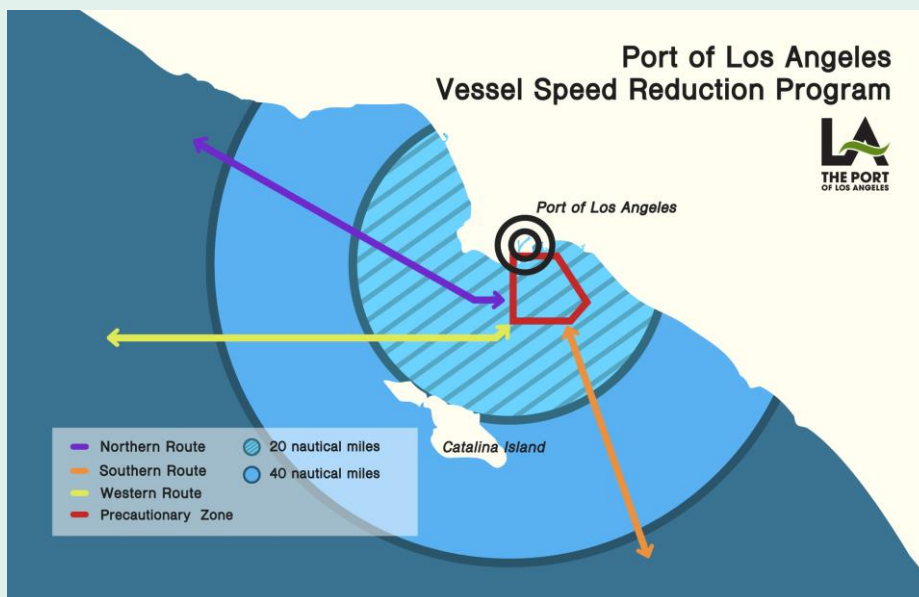 Port of Los Angeles
Vessel Speed Reduction Program
LA
THE PORT
OF LOS ANGELES
Port of Los Angeles
Catalina Island
Northern Route
Southern Route
Western Route
Precautionary Zone
20 nautical miles
40 nautical miles